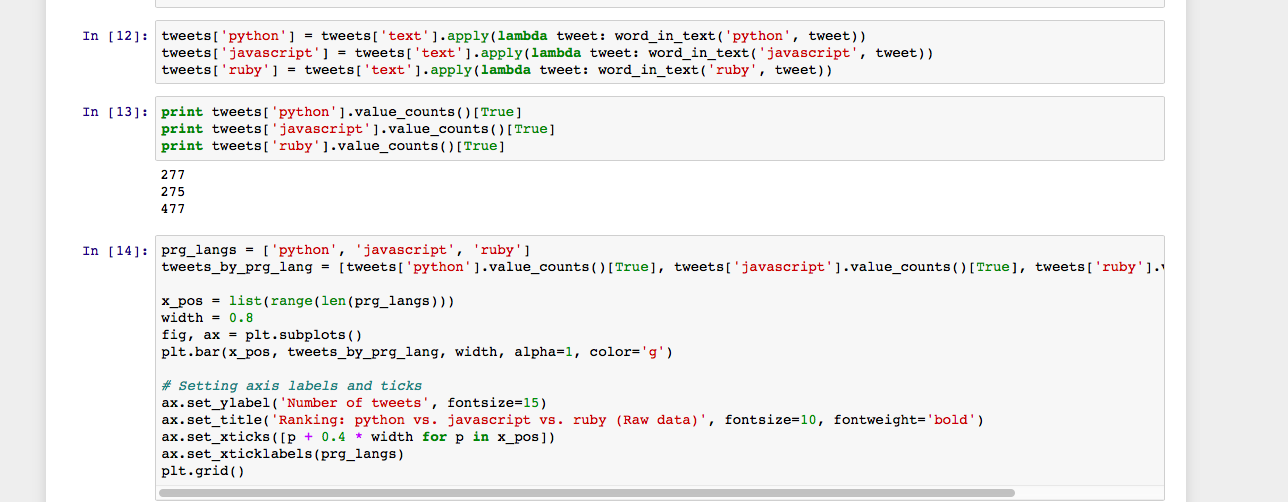 In [12]: tweets['python'] = tweets['text'].apply(lambda tweet: word_in_text('python', tweet))
tweets['javascript'] = tweets['text'].apply(lambda tweet: word_in_text('javascript', tweet))
tweets['ruby'] = tweets['text'].apply(lambda tweet: word_in_text('ruby', tweet))
In [13]: print tweets['python'].value_counts()[True]
print tweets['javascript'].value_counts()[True]
print tweets['ruby'].value_counts()[True]
277
275
477
In [14]: prg_langs = ['python', 'javascript', 'ruby']
tweets_by_prg_lang = [tweets['python'].value_counts()[True], tweets['javascript'].value_counts()[True], tweets['ruby'].
x_pos = list(range(len(prg_langs)))
width = 0.8
fig, ax = plt.subplots()
plt.bar(x_pos, tweets_by_prg_lang, width, alpha=1, color='g')
# Setting axis labels and ticks
ax.set_ylabel('Number of tweets', fontsize=15)
ax.set_title('Ranking: python vs. javascript vs. ruby (Raw data)', fontsize=10, fontweight='bold')
ax.set_xticks([p + 0.4 * width for p in x_pos])
ax.set_xticklabels(prg_langs)
plt.grid()